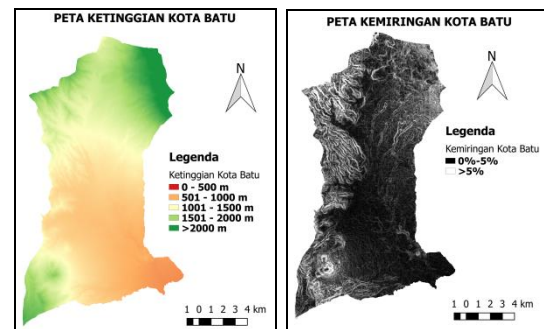 PETA KETINGGIAN KOTA BATU
N
Legenda
Ketinggian Kota Batu
0 - 500 m
501 - 1000 m
1001 - 1500 m
1501 - 2000 m
>2000 m
1 0 1 2 3 4 km
PETA KEMIRINGAN KOTA BATU
N
Legenda
Kemiringan Kota Batu
0%-5%
>5%
1 0 1 2 3 4 km